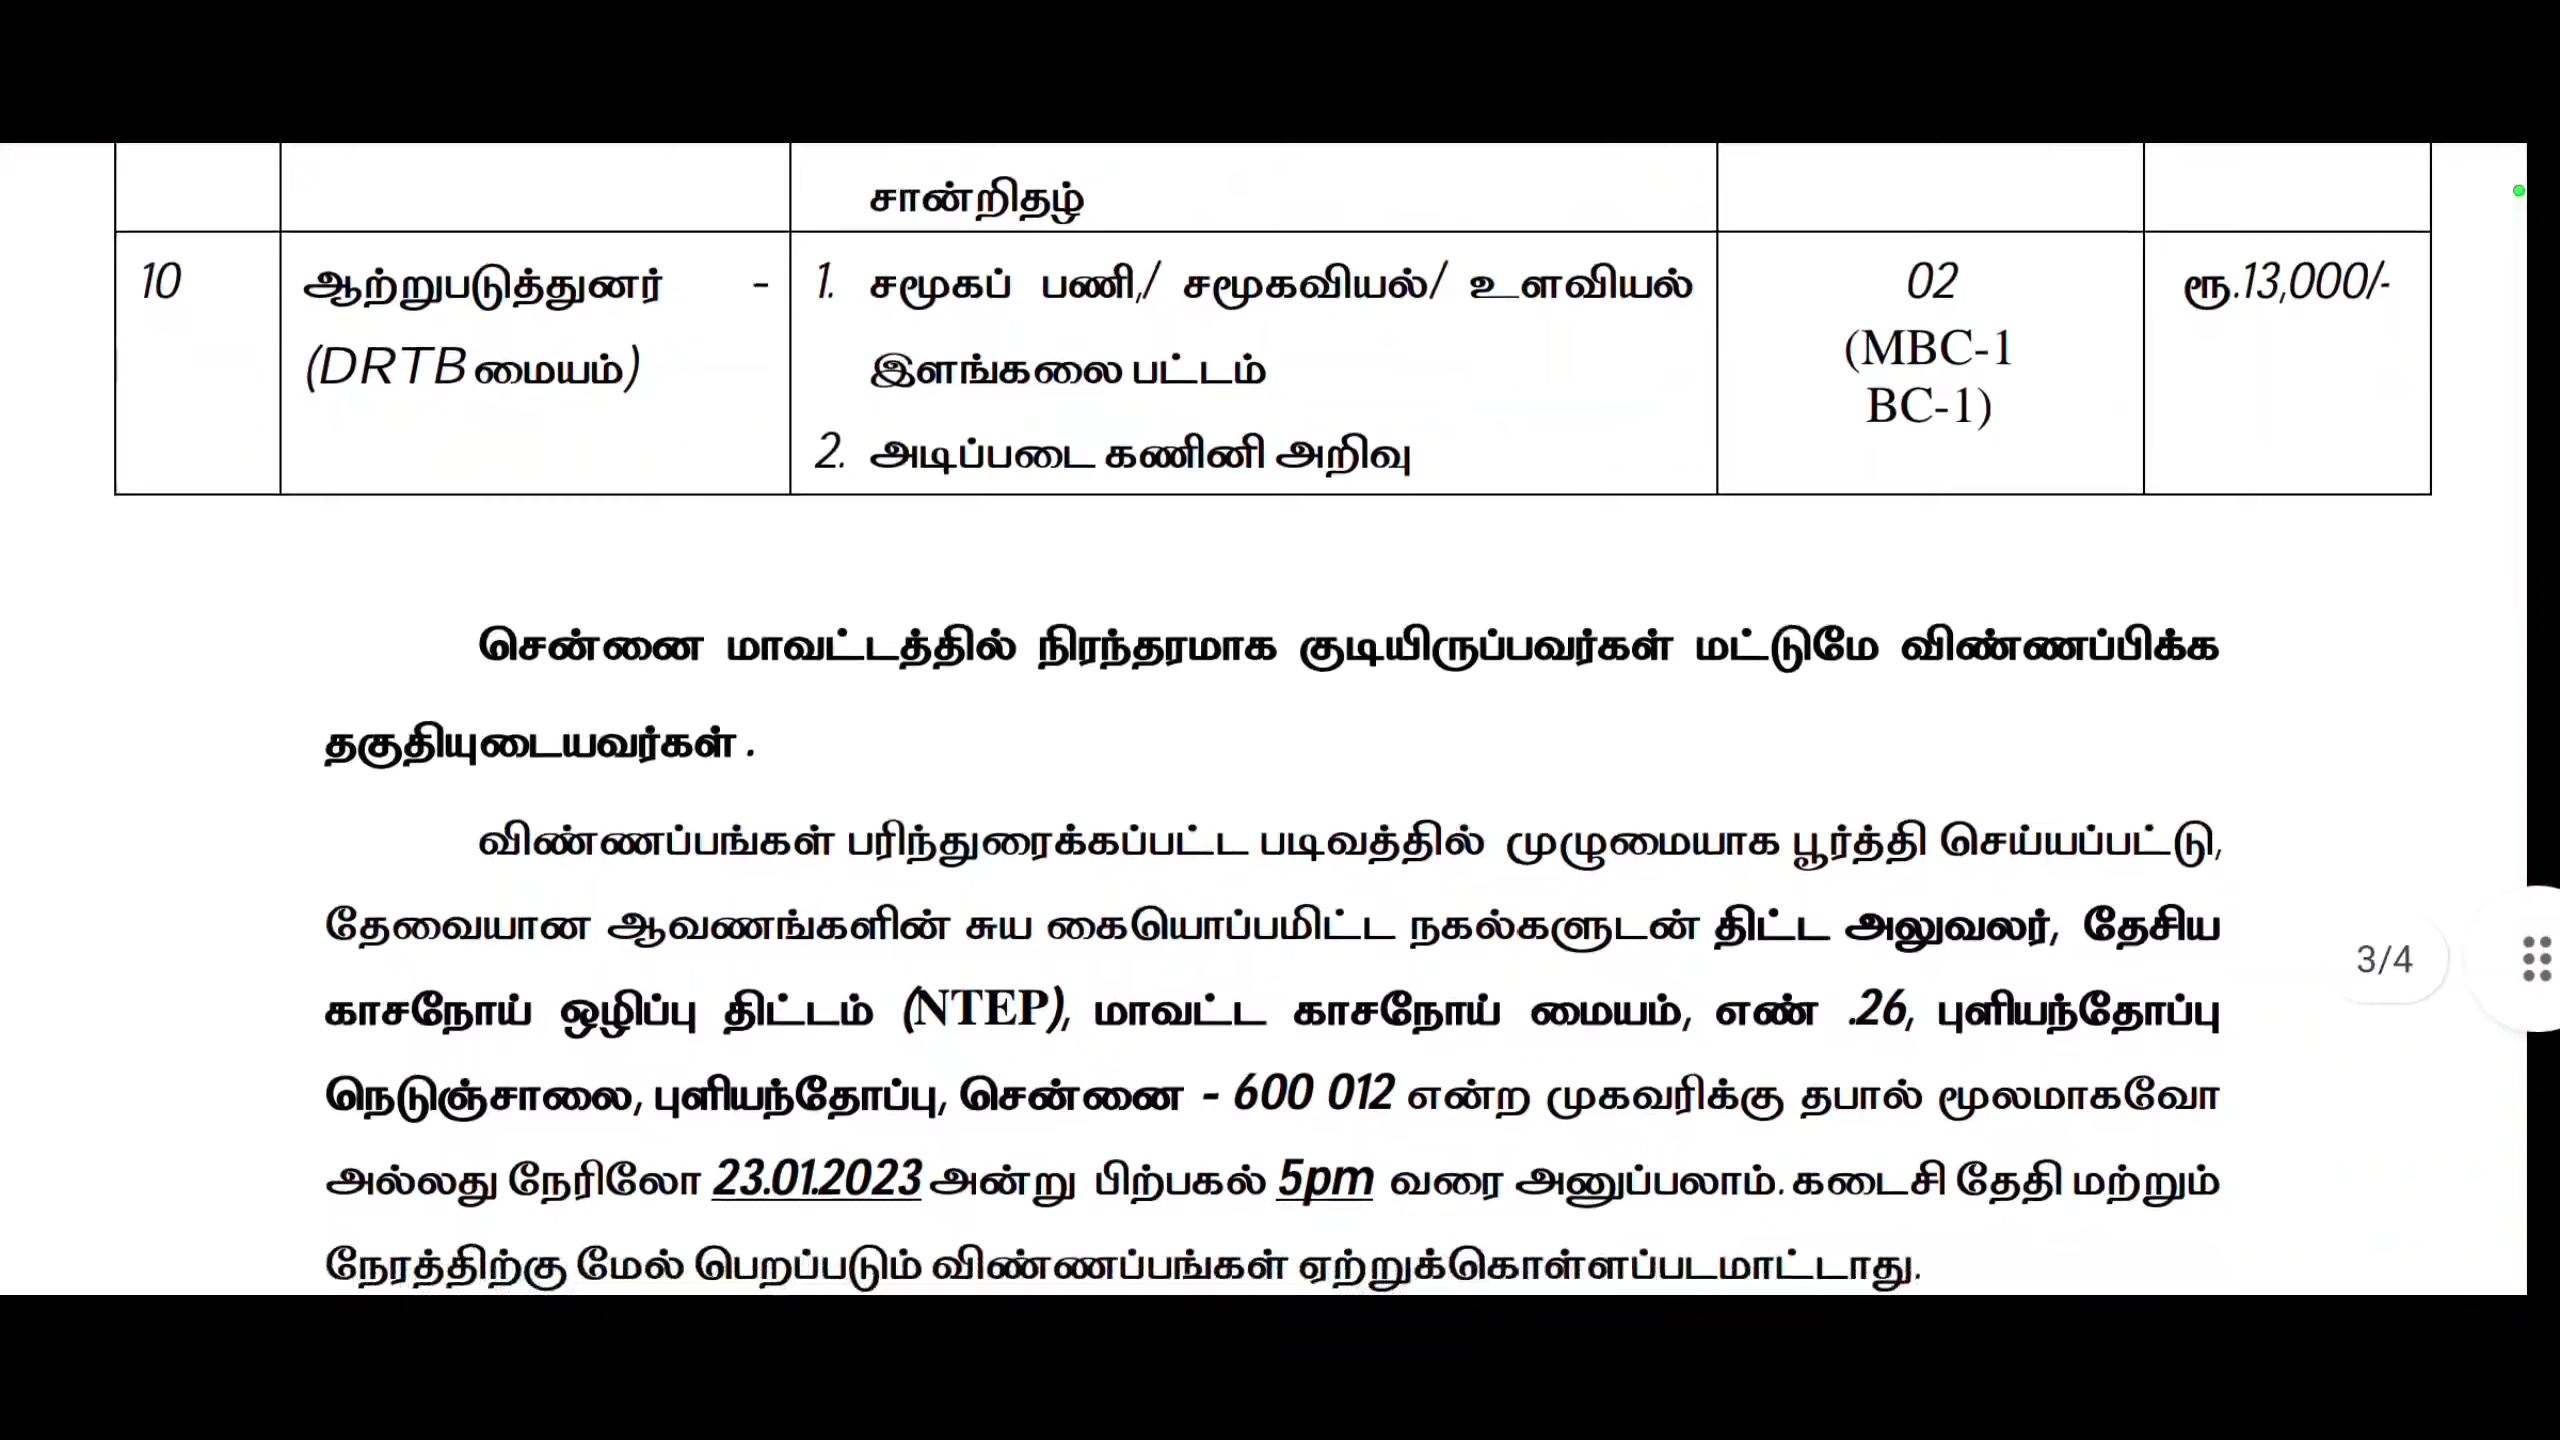 சான்றிதழ்
10 ஆற்றுபடுத்துனர் - 1. சமூகப் பணி,/ சமூகவியல்/ உளவியல் 02 ரூ.13,000/-
(DRTB மையம்) இளங்கலை பட்டம் (MBC-1
BC-1)
2. அடிப்படை கணினி அறிவு
சென்னை மாவட்டத்தில் நிரந்தரமாக குடியிருப்பவர்கள் மட்டுமே விண்ணப்பிக்க
தகுதியுடையவர்கள் .
விண்ணப்பங்கள் பரிந்துரைக்கப்பட்ட படிவத்தில் முழுமையாக பூர்த்தி செய்யப்பட்டு,
தேவையான ஆவணங்களின் சுய கையொப்பமிட்ட நகல்களுடன் திட்ட அலுவலர், தேசிய
காசநோய் ஒழிப்பு திட்டம் (NTEP), மாவட்ட காசநோய் மையம், எண் .26, புளியந்தோப்பு
நெடுஞ்சாலை, புளியந்தோப்பு, சென்னை - 600 012 என்ற முகவரிக்கு தபால் மூலமாகவோ
அல்லது நேரிலோ 23.01.2023 அன்று பிற்பகல் 5pm வரை அனுப்பலாம். கடைசி தேதி மற்றும்
நேரத்திற்கு மேல் பெறப்படும் விண்ணப்பங்கள் ஏற்றுக்கொள்ளப்படமாட்டாது.
3/4